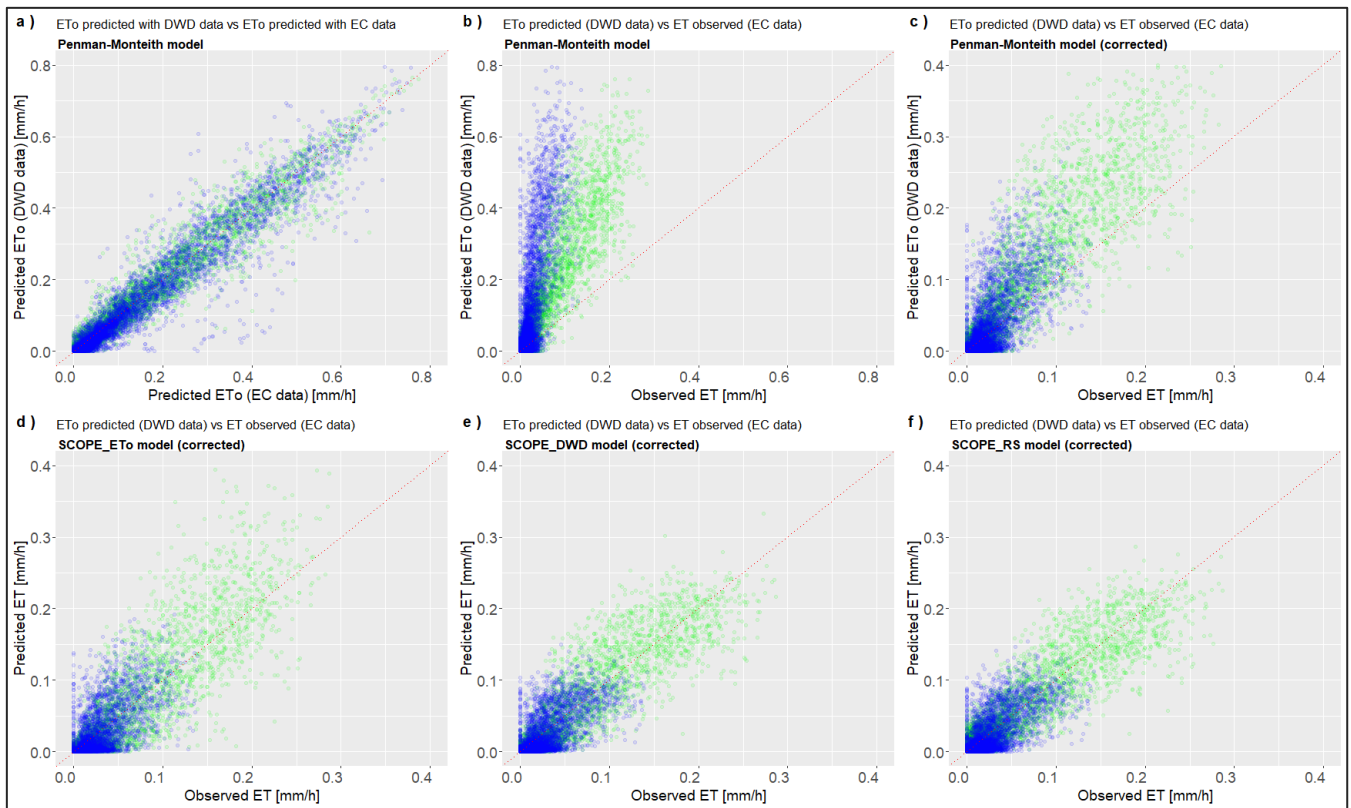 a ) ETo predicted with DWD data vs ETo predicted with EC data
Penman-Monteith model
0.8
0.6
0.4
0.2
0.0
Predicted ETo (DWD data) [mm/h]
0.0 0.2 0.4 0.6 0.8
Predicted ETo (EC data) [mm/h]
b ) ETo predicted (DWD data) vs ET observed (EC data)
Penman-Monteith model
0.8
0.6
0.4
0.2
0.0
Predicted ETo (DWD data) [mm/h]
0.0 0.2 0.4 0.6 0.8
Observed ET [mm/h]
c ) ETo predicted (DWD data) vs ET observed (EC data)
Penman-Monteith model (corrected)
0.4
0.3
0.2
0.1
0.0
Predicted ETo (DWD data) [mm/h]
0.0 0.1 0.2 0.3 0.4
Observed ET [mm/h]
d ) ETo predicted (DWD data) vs ET observed (EC data)
SCOPE_ETo model (corrected)
0.4
0.3
0.2
0.1
0.0
Predicted ET [mm/h]
0.0 0.1 0.2 0.3 0.4
Observed ET [mm/h]
e ) ETo predicted (DWD data) vs ET observed (EC data)
SCOPE_DWD model (corrected)
0.4
0.3
0.2
0.1
0.0
Predicted ET [mm/h]
0.0 0.1 0.2 0.3 0.4
Observed ET [mm/h]
f ) ETo predicted (DWD data) vs ET observed (EC data)
SCOPE_RS model (corrected)
0.4
0.3
0.2
0.1
0.0
Predicted ET [mm/h]
0.0 0.1 0.2 0.3 0.4
Observed ET [mm/h]